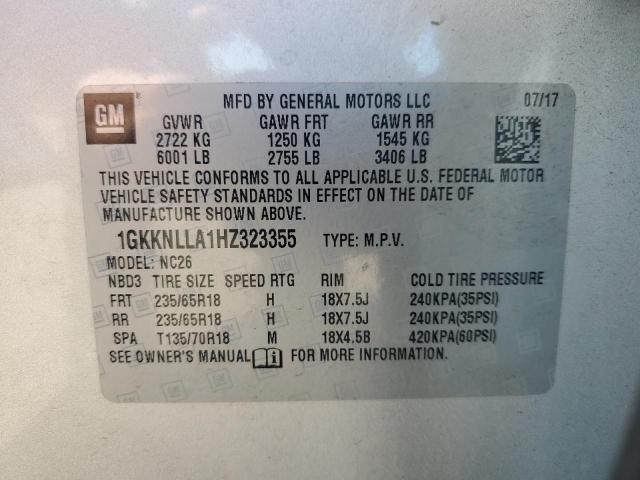 GM
MFD BY GENERAL MOTORS LLC 07/17
GVWR GAWR FRT GAWR RR
2722 KG 1250 KG 1545 KG
6001 LB 2755 LB 3406 LB
THIS VEHICLE CONFORMS TO ALL APPLICABLE U.S. FEDERAL MOTOR
VEHICLE SAFETY STANDARDS IN EFFECT ON THE DATE OF
MANUFACTURE SHOWN ABOVE.
1GKKNLLA1HZ323355 TYPE: M.P.V.
MODEL: NC26
NBD3 TIRE SIZE SPEED RTG RIM COLD TIRE PRESSURE
FRT 235/65R18 H 18X7.5J 240KPA(35PSI)
RR 235/65R18 H 18X7.5J 240KPA(35PSI)
SPA T135/70R18 M 18X4.5B 420KPA(60PSI)
SEE OWNER'S MANUAL FOR MORE INFORMATION.